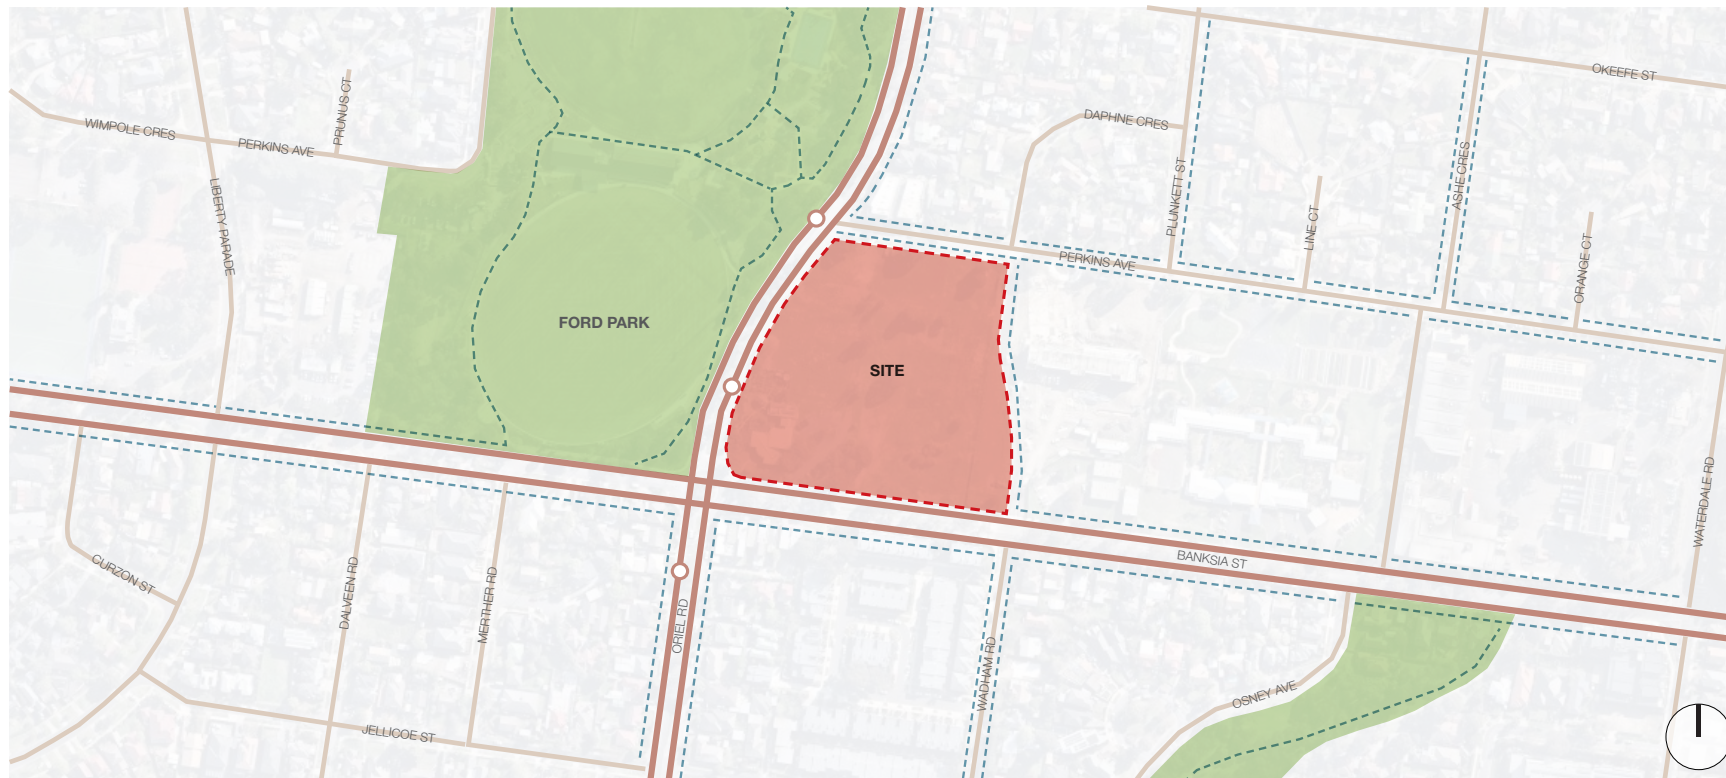 OKEEFE ST
PRUNUS CT
WIMPOLE CRES
PERKINS AVE
DAPHNE CRES
ASHE CRES
PLUNKETT ST
LIBERTY PARADE
LINE CT
ORANGE CT
PERKINS AVE
FORD PARK
SITE
WATERDALE RD
BANKSIA ST
CURZON ST
DALVEEN RD
MERTHER RD
ORIEL RD
WADHAM RD
OSNEY AVE
JELLICOE ST